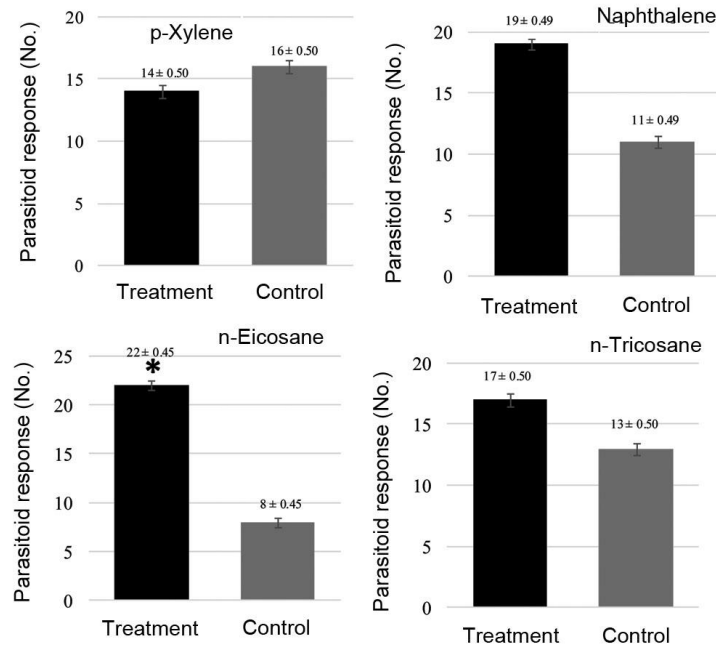 p-Xylene
Parasitoid response (No.)
20
15
10
5
0
14 ± 0.50
16 ± 0.50
Treatment
Control
Naphthalene
Parasitoid response (No.)
20
15
10
5
0
19 ± 0.49
11 ± 0.49
Treatment
Control
n-Eicosane
Parasitoid response (No.)
25
20
15
10
5
0
22 ± 0.45
*
8 ± 0.45
Treatment
Control
n-Tricosane
Parasitoid response (No.)
20
15
10
5
0
17 ± 0.50
13 ± 0.50
Treatment
Control